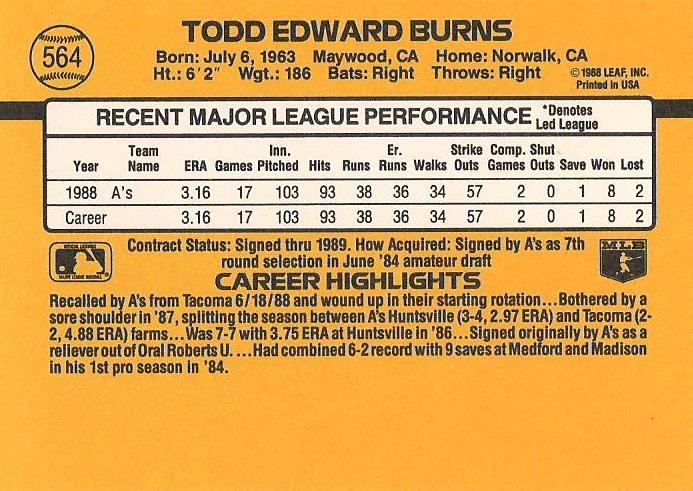 564
TODD EDWARD BURNS
Born: July 6, 1963 Maywood, CA Home: Norwalk, CA
Ht.: 6'2" Wgt.: 186 Bats: Right Throws: Right
©1988 LEAF, INC.
Printed in USA
RECENT MAJOR LEAGUE PERFORMANCE *Denotes
Led League
Year Team Name ERA Games Inn. Pitched Hits Runs Er. Runs Walks Strike Outs Comp. Games Shut Outs Save Won Lost
1988 A's 3.16 17 103 93 38 36 34 57 2 0 1 8 2
Career 3.16 17 103 93 38 36 34 57 2 0 1 8 2
OFFICIAL LICENSEE
MAJOR LEAGUE BASEBALL
Contract Status: Signed thru 1989. How Acquired: Signed by A's as 7th
round selection in June '84 amateur draft
MLB
CAREER HIGHLIGHTS
Recalled by A's from Tacoma 6/18/88 and wound up in their starting rotation...Bothered by a
sore shoulder in '87, splitting the season between A's Huntsville (3-4, 2.97 ERA) and Tacoma (2-
2, 4.88 ERA) farms...Was 7-7 with 3.75 ERA at Huntsville in '86...Signed originally by A's as a
reliever out of Oral Roberts U. ...Had combined 6-2 record with 9 saves at Medford and Madison
in his 1st pro season in '84.